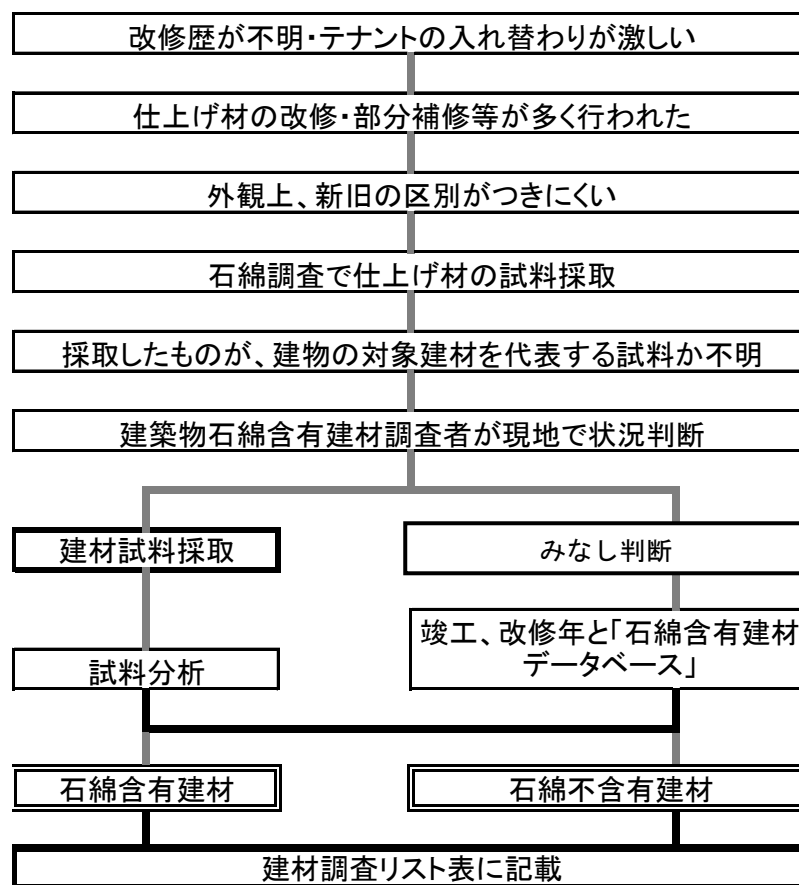 改修歴が不明・テナントの入れ替わりが激しい
仕上げ材の改修・部分補修等が多く行われた
外観上、新旧の区別がつきにくい
石綿調査で仕上げ材の試料採取
採取したものが、建物の対象建材を代表する試料か不明
建築物石綿含有建材調査者が現地で状況判断
建材試料採取
みなし判断
竣工、改修年と「石綿含有建材
データベース」
試料分析
石綿含有建材
石綿不含有建材
建材調査リスト表に記載